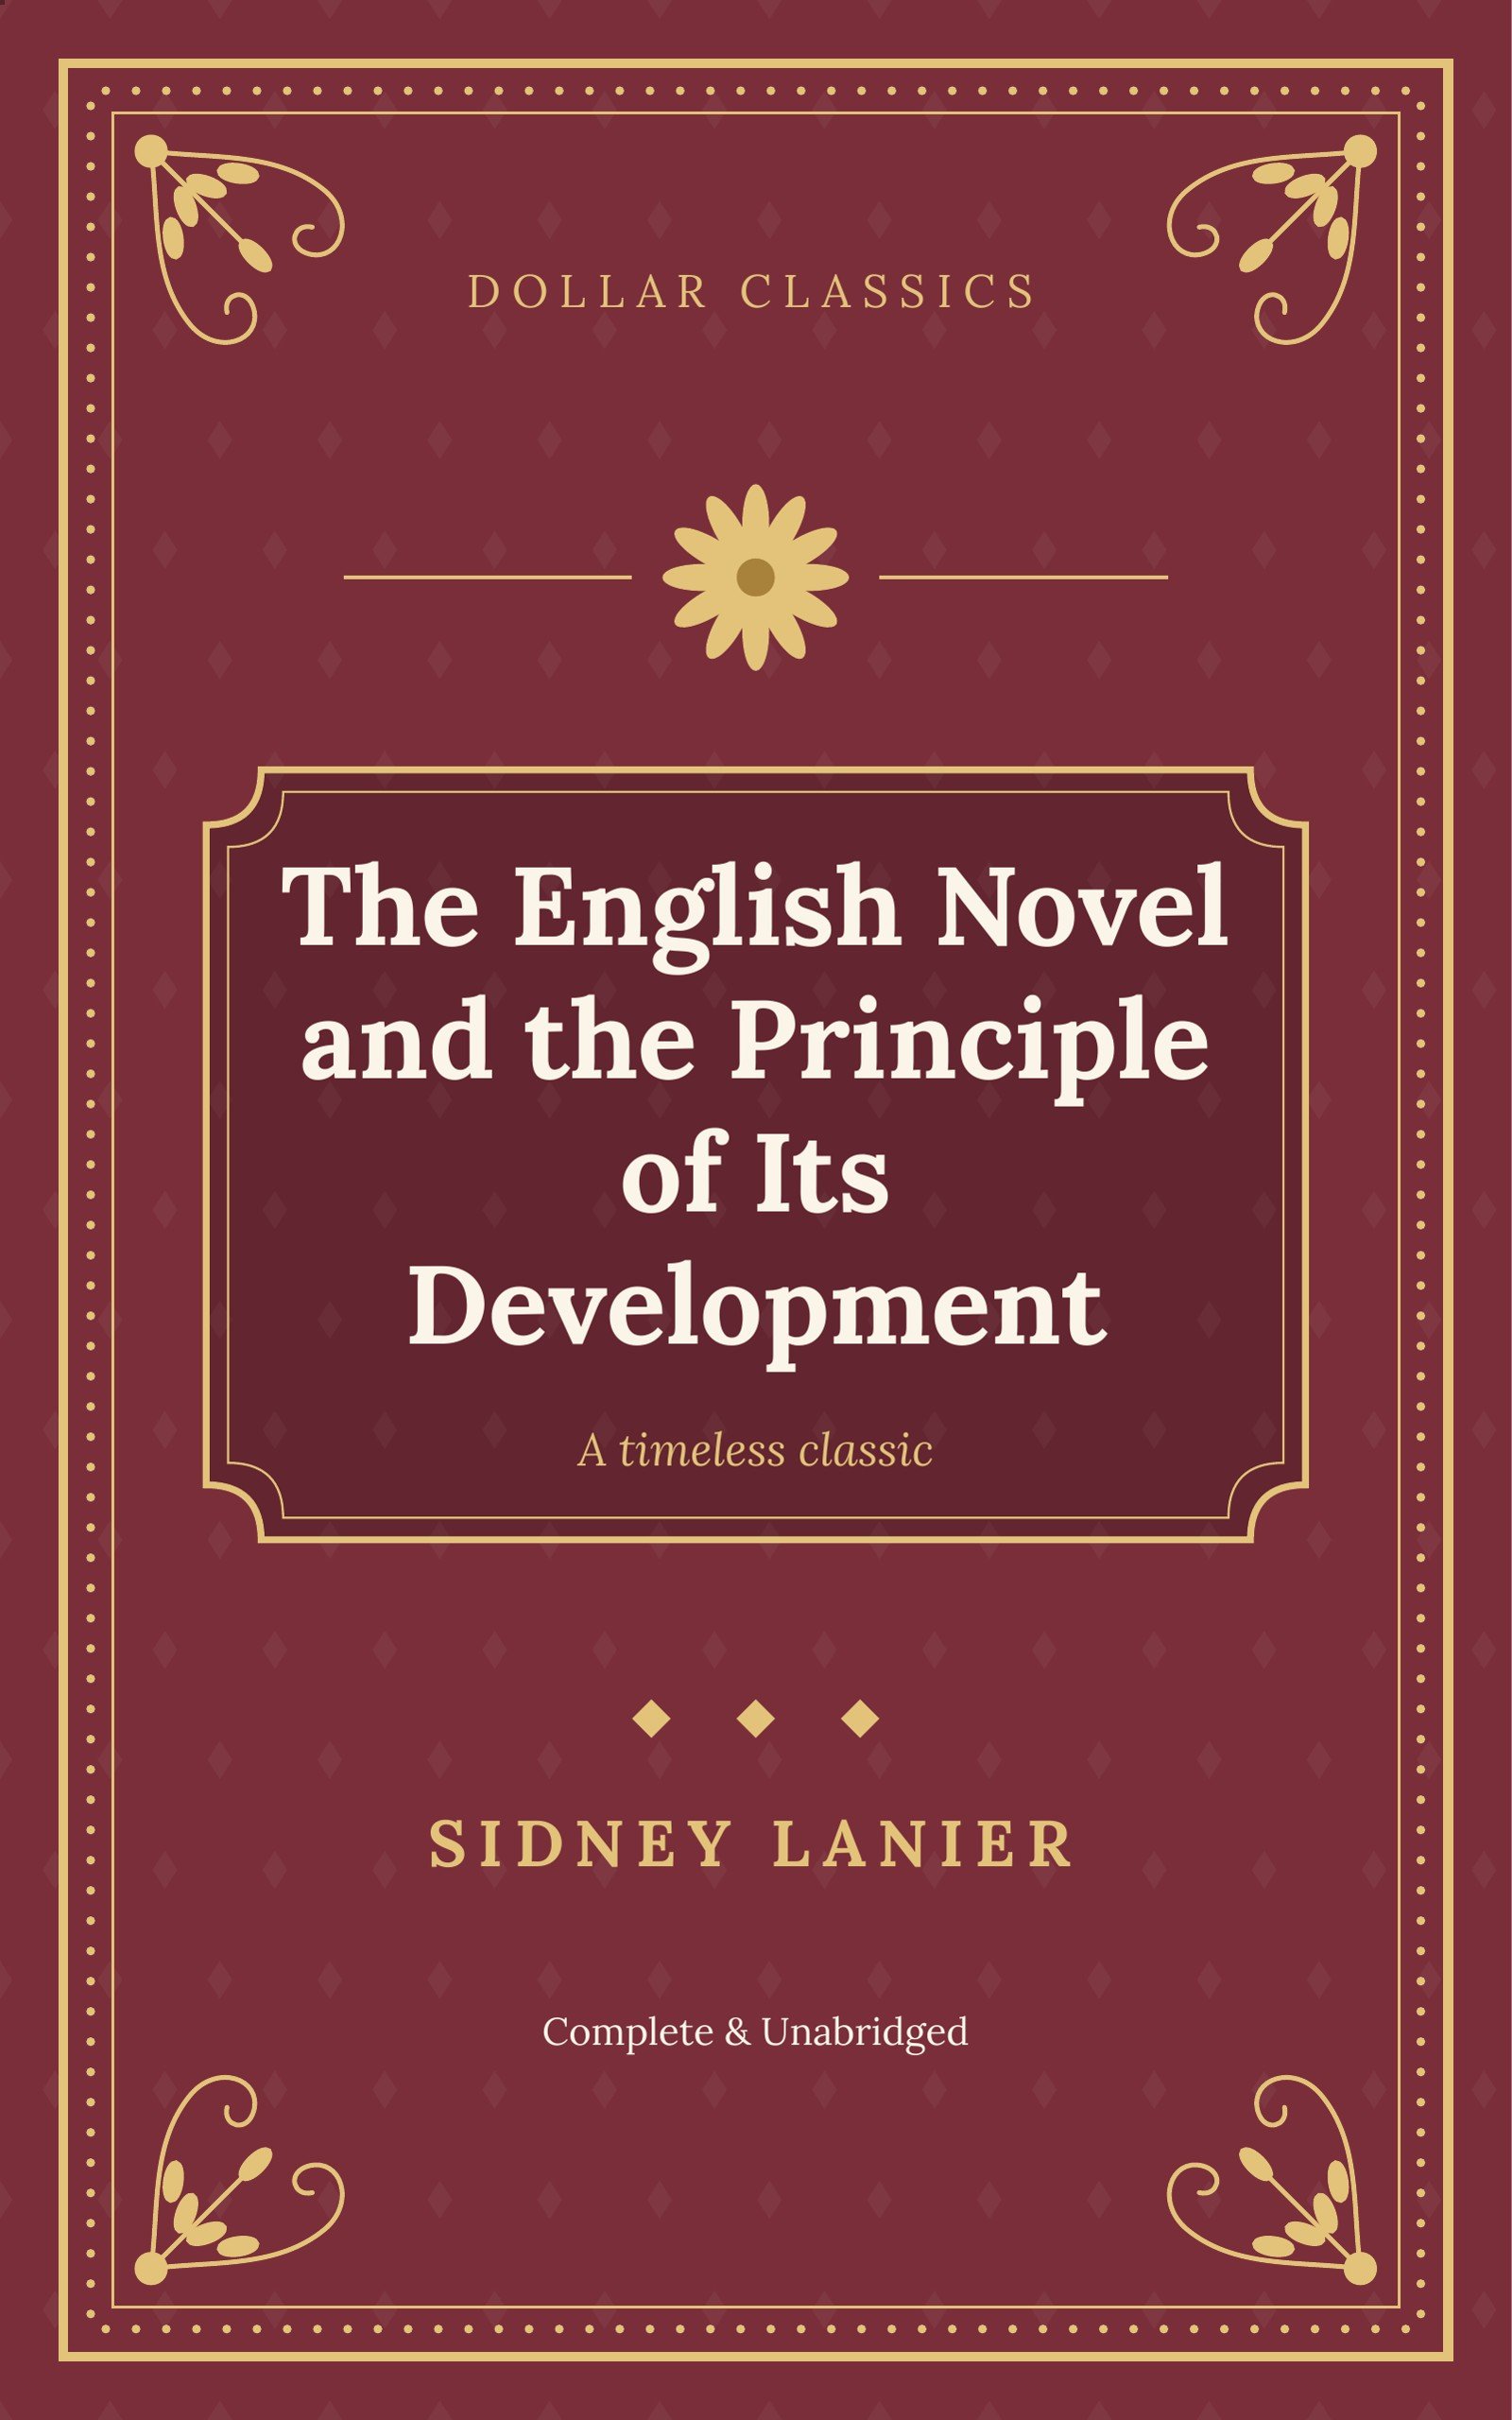 DOLLAR CLASSICS
The English Novel
and the Principle
of Its
Development
A timeless classic
SIDNEY LANIER
Complete & Unabridged